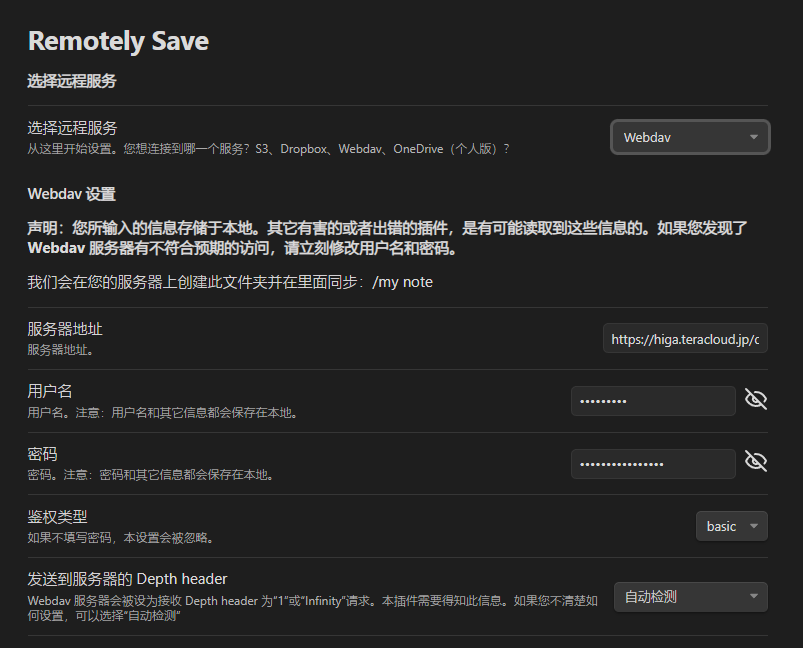 Remotely Save
选择远程服务
选择远程服务
从这里开始设置。您想连接到哪一个服务？S3、Dropbox、Webdav、OneDrive（个人版）？
Webdav
Webdav 设置
声明：您所输入的信息存储于本地。其它有害的或者出错的插件，是有可能读取到这些信息的。如果您发现了
Webdav 服务器有不符合预期的访问，请立刻修改用户名和密码。
我们会在您的服务器上创建此文件夹并在里面同步：/my note
服务器地址
服务器地址。
https://higa.teracloud.jp/c
用户名
用户名。注意：用户名和其它信息都会保存在本地。
•••••••••
密码
密码。注意：密码和其它信息都会保存在本地。
••••••••••••••••
鉴权类型
如果不填写密码，本设置会被忽略。
basic
发送到服务器的 Depth header
Webdav 服务器会被设为接收 Depth header 为“1”或“Infinity”请求。本插件需要得知此信息。如果您不清楚如
何设置，可以选择“自动检测”
自动检测